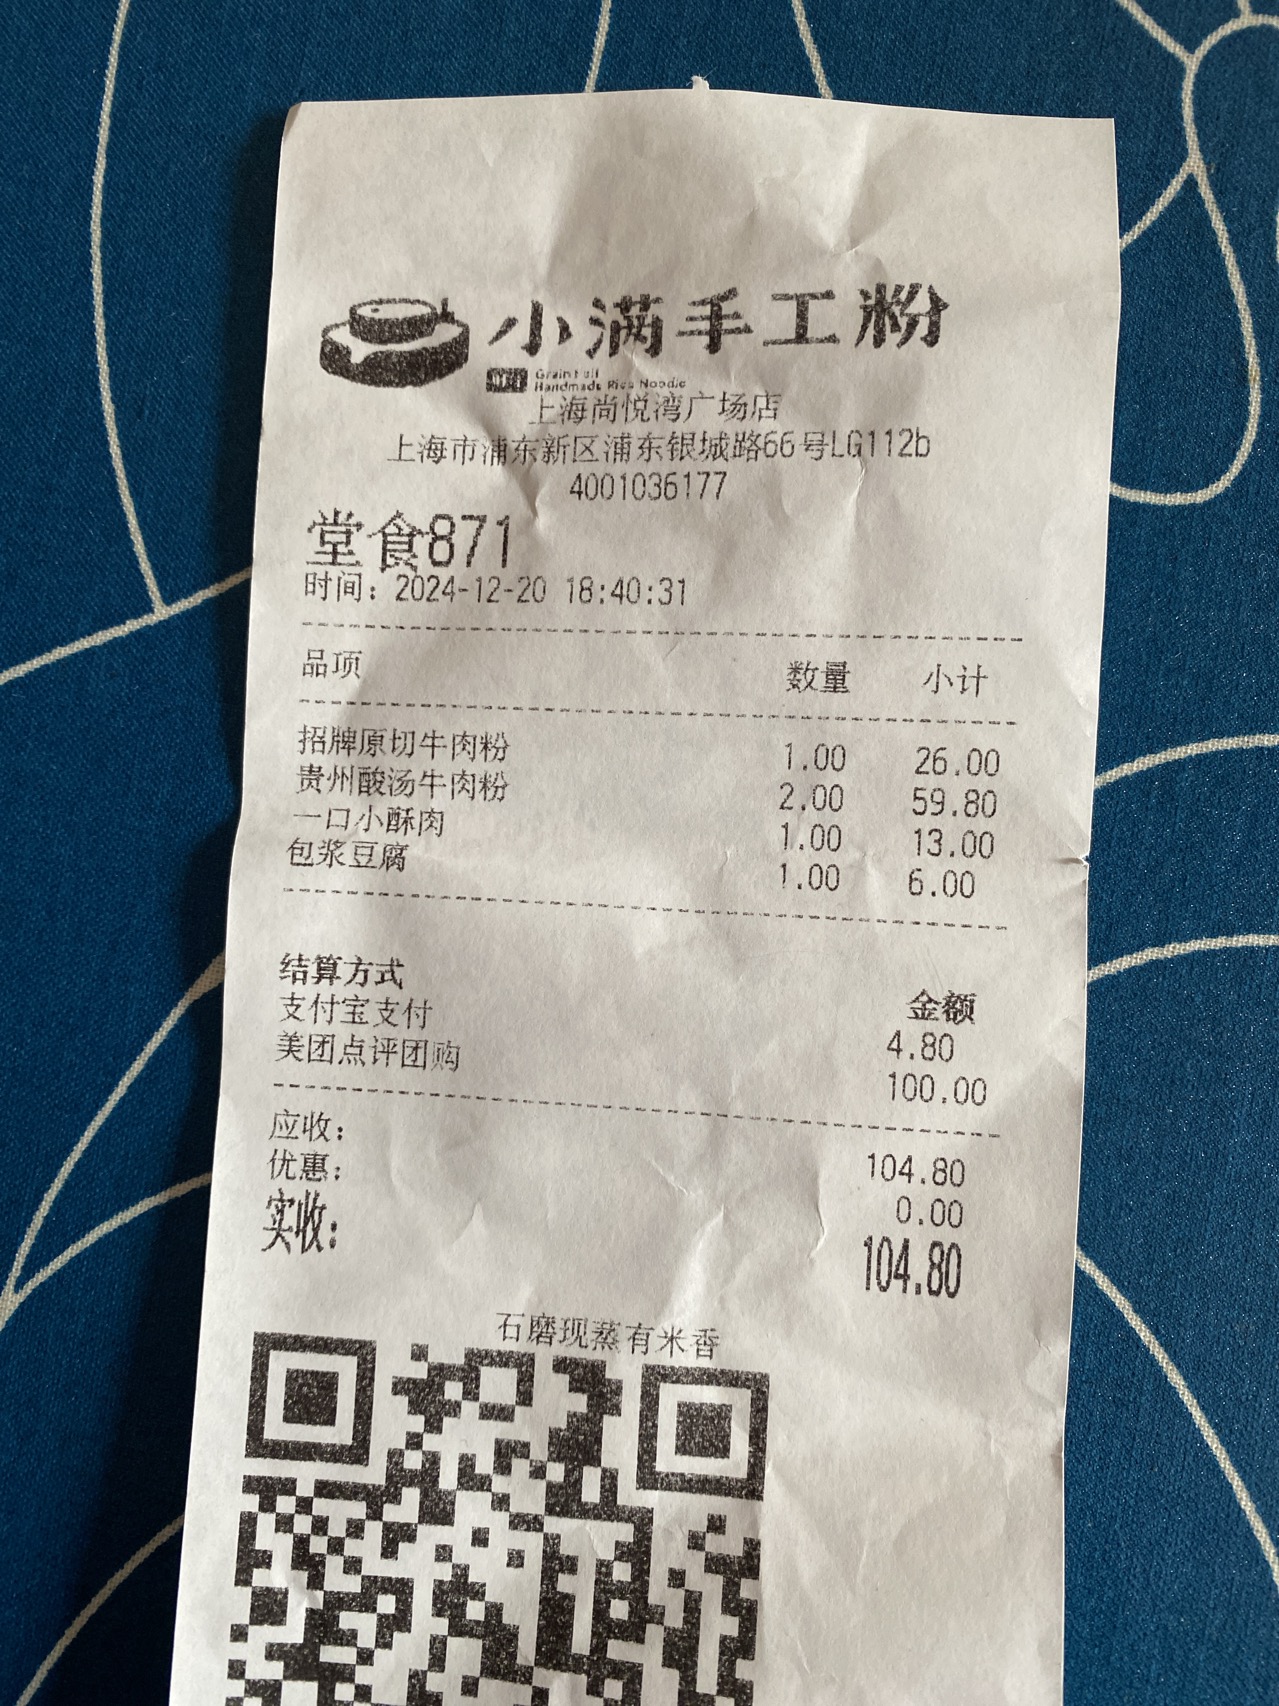 小满手工粉
Handmade Rice Noodle
上海尚悦湾广场店
上海市浦东新区浦东银城路66号LG112b
4001036177
堂食871
时间：2024-12-20 18:40:31
品项 数量 小计
招牌原切牛肉粉 1.00 26.00
贵州酸汤牛肉粉 2.00 59.80
一口小酥肉 1.00 13.00
包浆豆腐 1.00 6.00
结算方式 金额
支付宝支付 4.80
美团点评团购 100.00
应收： 104.80
优惠： 0.00
实收： 104.80
石磨现蒸有米香